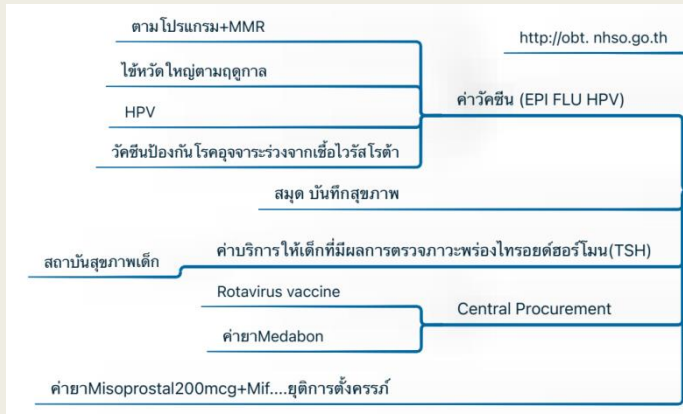 ตามโปรแกรม+MMR
http://obt. nhso.go.th
ไข้หวัดใหญ่ตามฤดูกาล
ค่าวัคซีน (EPI FLU HPV)
HPV
วัคซีนป้องกันโรคอุจจาระร่วงจากเชื้อไวรัสโรต้า
สมุด บันทึกสุขภาพ
ค่าบริการให้เด็กที่มีผลการตรวจภาวะพร่องไทรอยด์ฮอร์โมน(TSH)
สถาบันสุขภาพเด็ก
Rotavirus vaccine
Central Procurement
ค่ายาMedabon
ค่ายาMisoprostal200mcg+Mif....ยุติการตั้งครรภ์